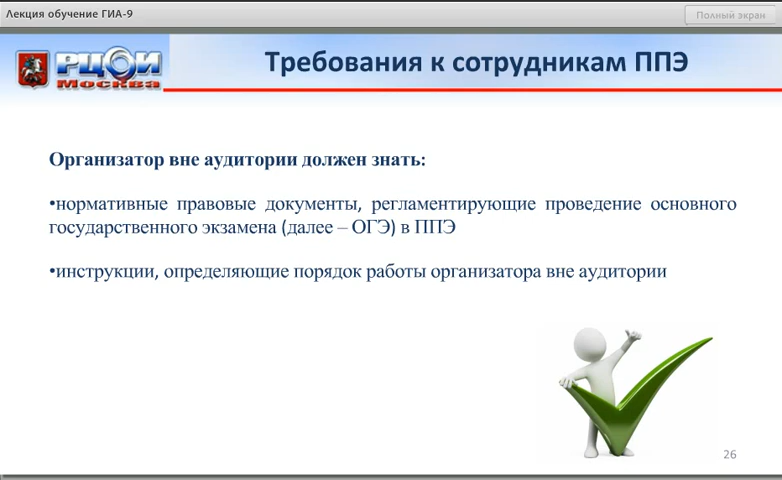 Лекция обучение ГИА-9
Полный экран
РЦОИ
Москва
Требования к сотрудникам ППЭ
Организатор вне аудитории должен знать:
•нормативные правовые документы, регламентирующие проведение основного
государственного экзамена (далее – ОГЭ) в ППЭ
•инструкции, определяющие порядок работы организатора вне аудитории
26